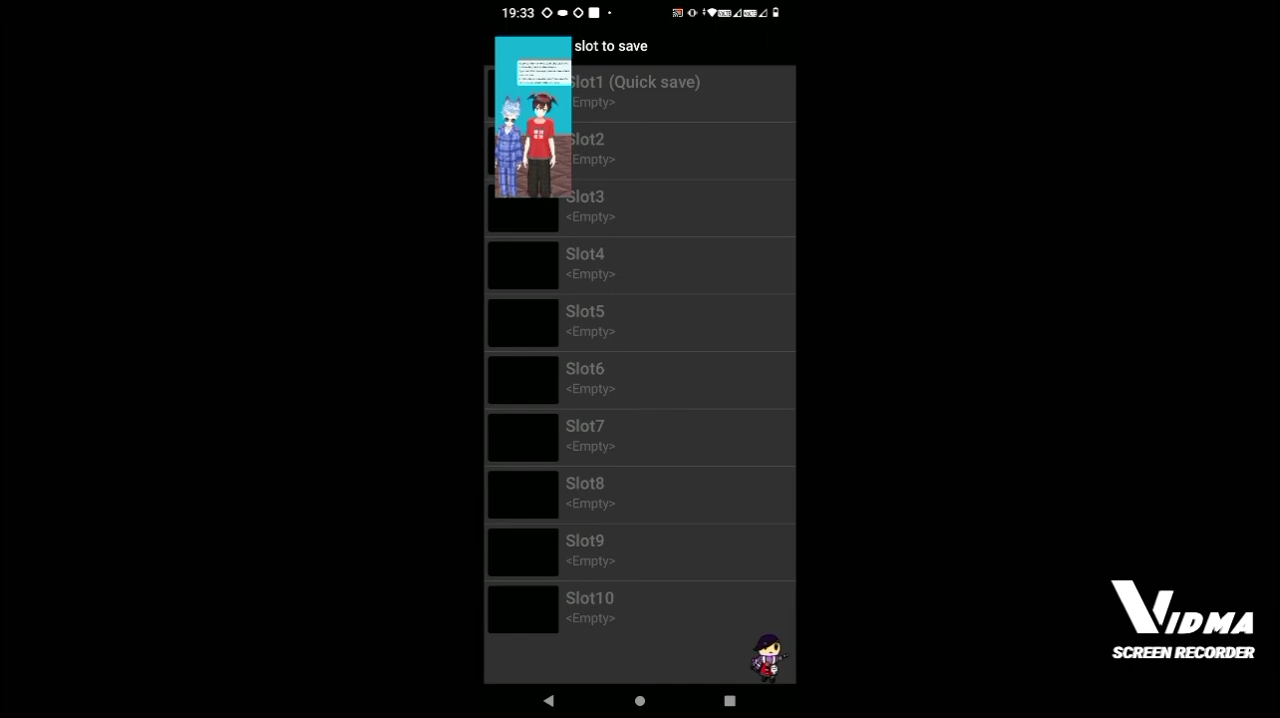 19:33
slot to save
Slot1 (Quick save)
Empty>
Slot2
<Empty>
Slot3
<Empty>
Slot4
<Empty>
Slot5
<Empty>
Slot6
<Empty>
Slot7
<Empty>
Slot8
<Empty>
Slot9
<Empty>
Slot10
<Empty>
VIDMA
SCREEN RECORDER